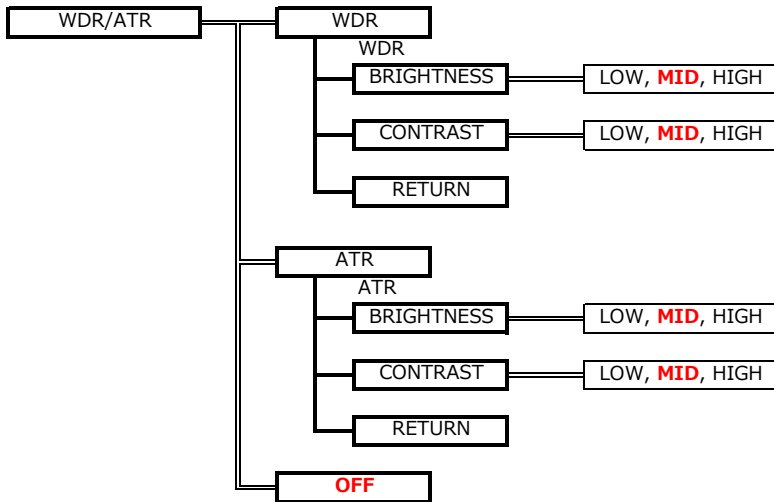 WDR/ATR
WDR
WDR
BRIGHTNESS
LOW, MID, HIGH
CONTRAST
LOW, MID, HIGH
RETURN
ATR
ATR
BRIGHTNESS
LOW, MID, HIGH
CONTRAST
LOW, MID, HIGH
RETURN
OFF